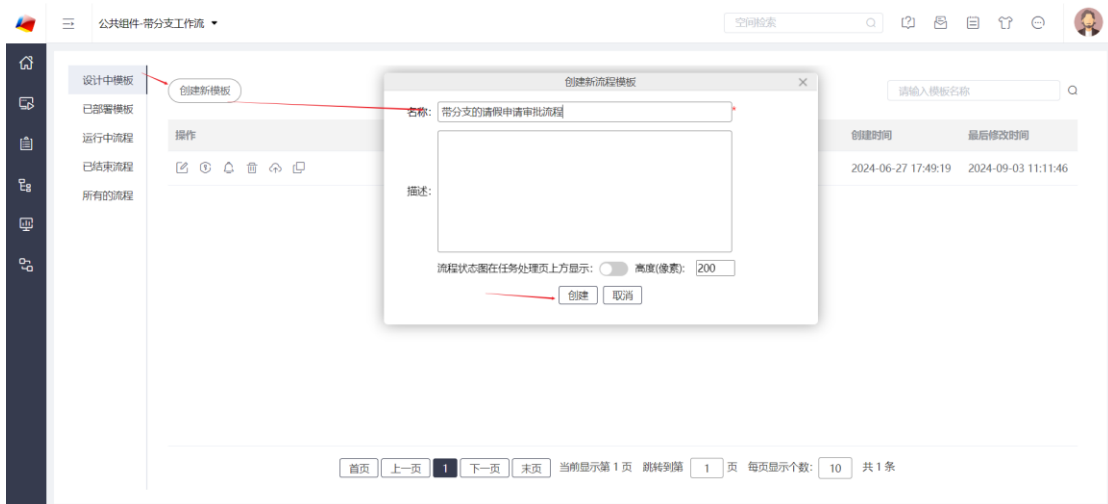 公共组件-带分支工作流
空间检索
设计中模板
已部署模板
运行中流程
已结束流程
所有的流程
创建新模板
请输入模板名称
操作
创建时间
最后修改时间
2024-06-27 17:49:19
2024-09-03 11:11:46
创建新流程模板
名称:
带分支的请假申请审批流程
*
描述:
流程状态图在任务处理页上方显示:
高度(像素):
200
创建
取消
首页 上一页 1 下一页 末页 当前显示第 1 页 跳转到第 1 页 每页显示个数: 10 共 1 条